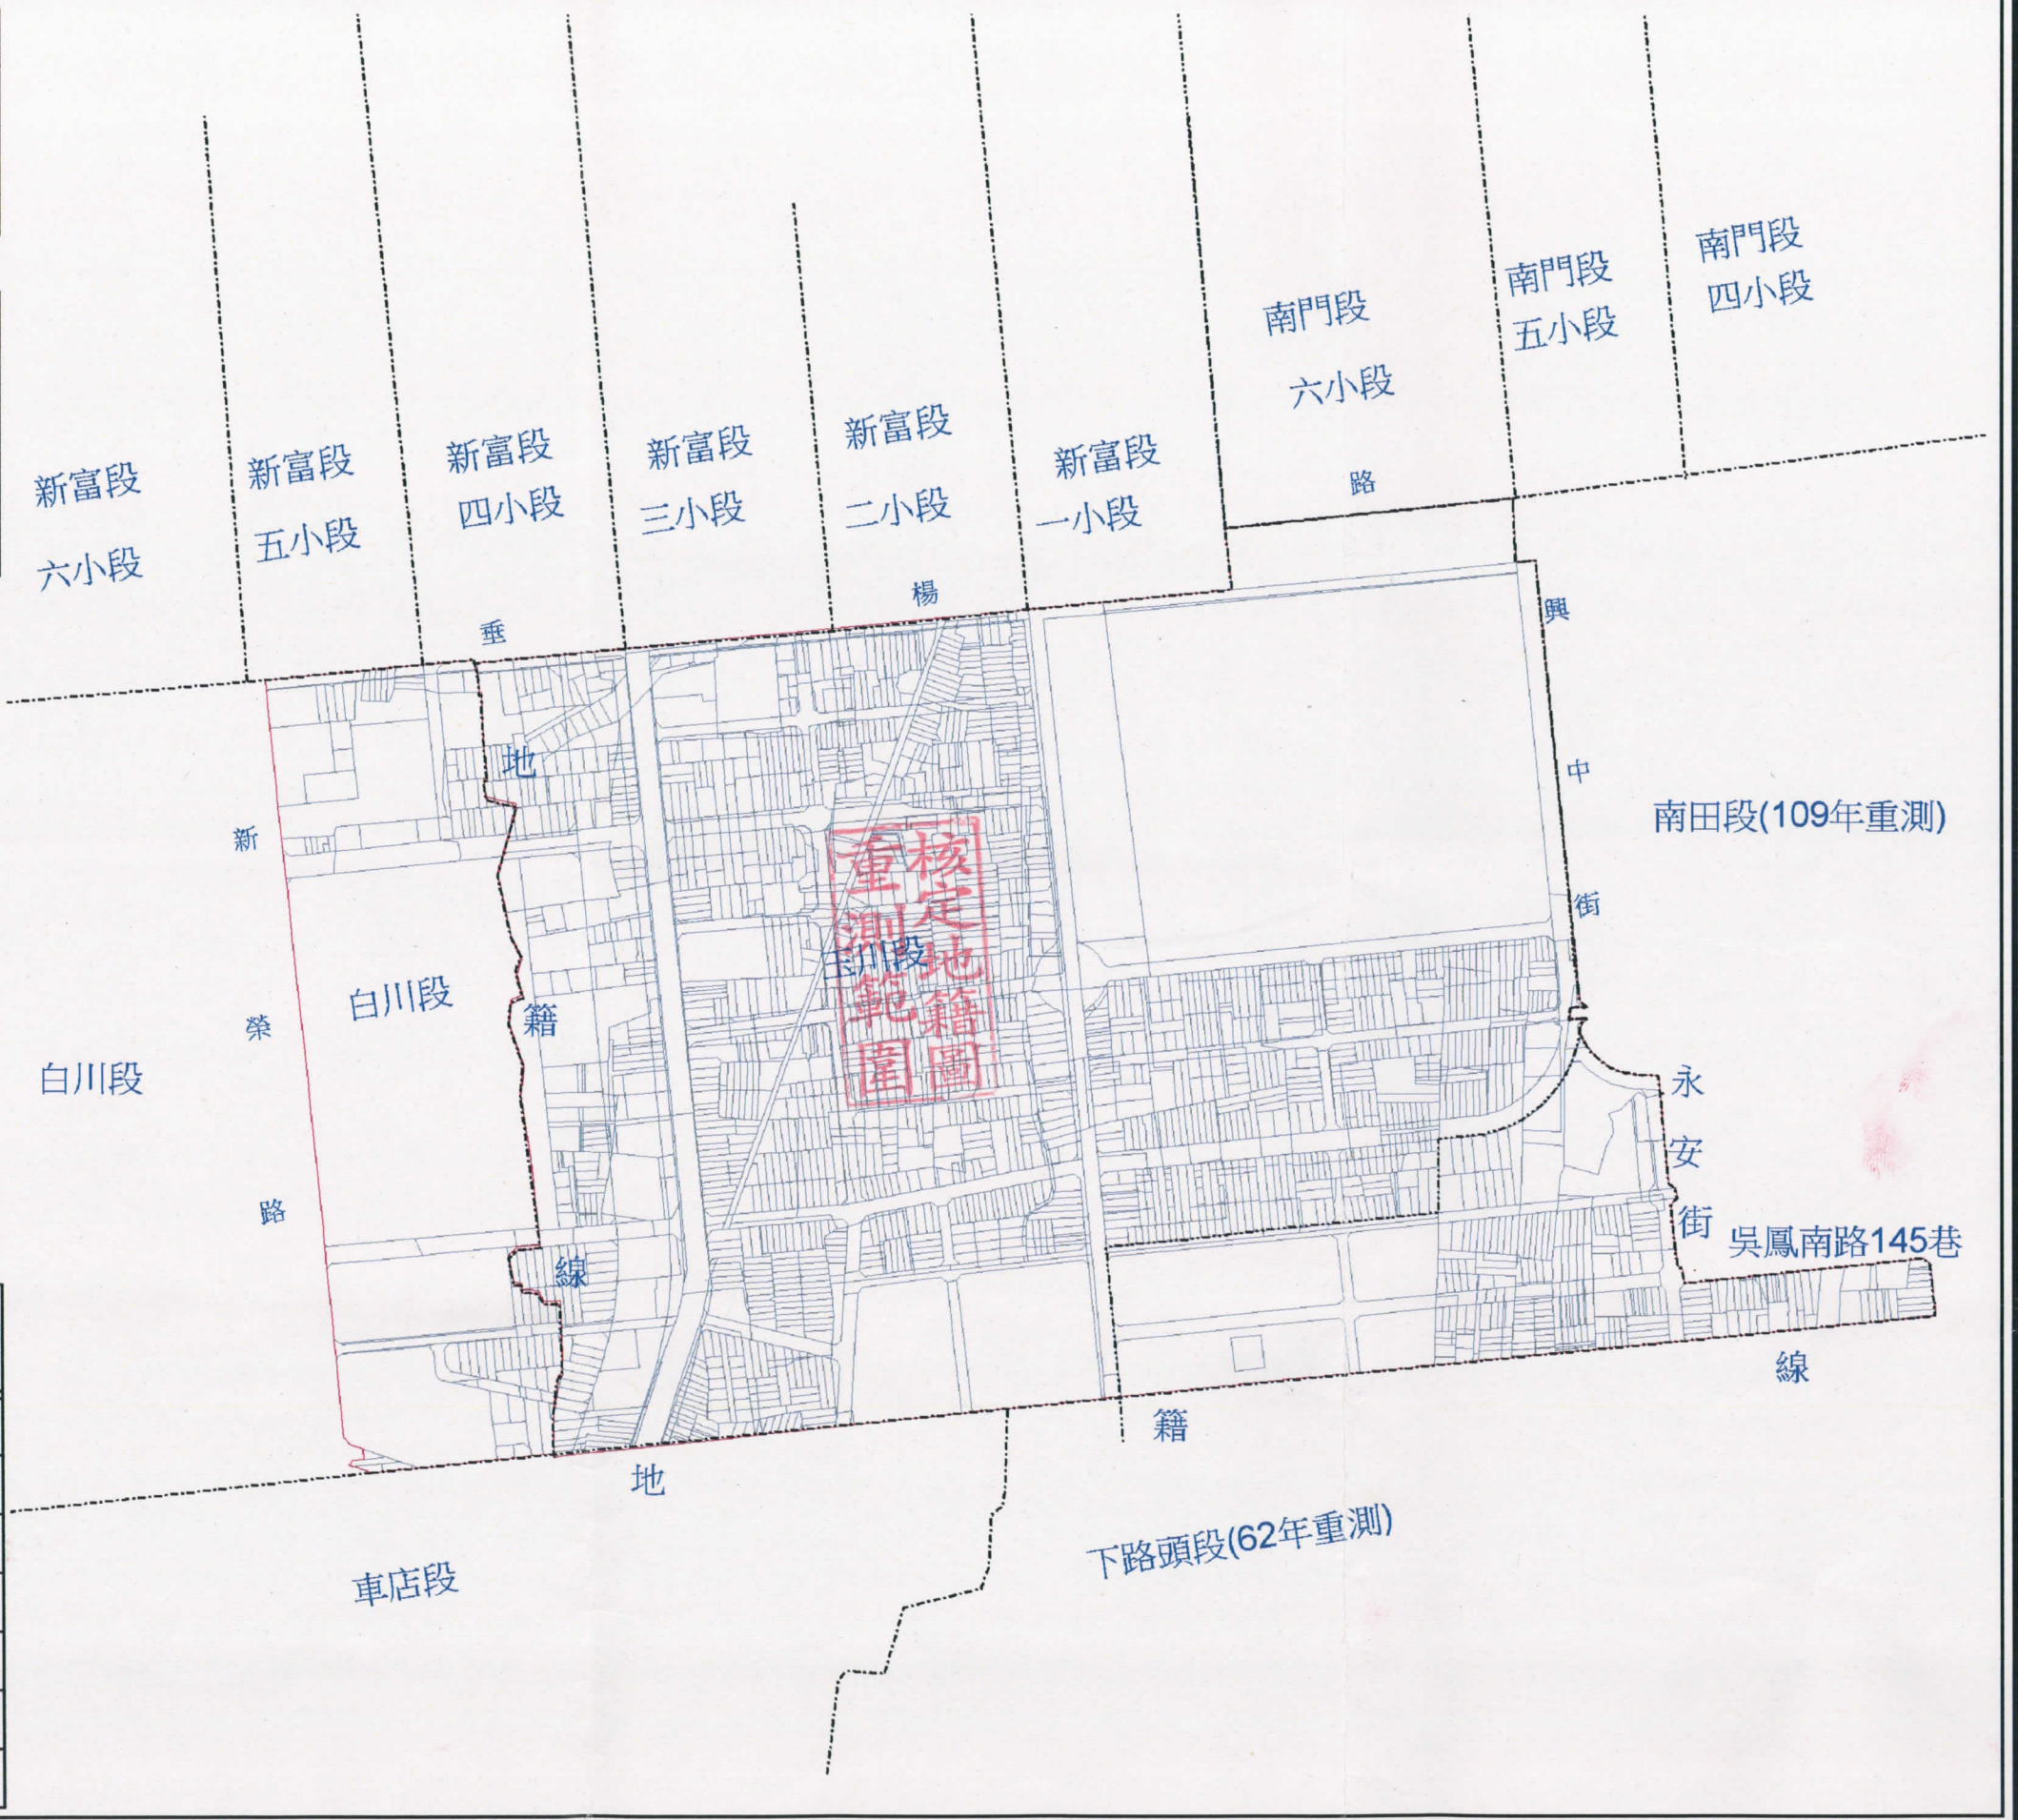 南門段
四小段
南門段
五小段
南門段
六小段
新富段
一小段
新富段
二小段
新富段
三小段
新富段
四小段
新富段
五小段
新富段
六小段
垂
楊
路
興
中
街
南田段(109年重測)
新
榮
路
白川段
白川段
地
籍
線
玉川段
核定地籍圖
重測範圍
永
安
街
吳鳳南路145巷
地
籍
線
車店段
下路頭段(62年重測)